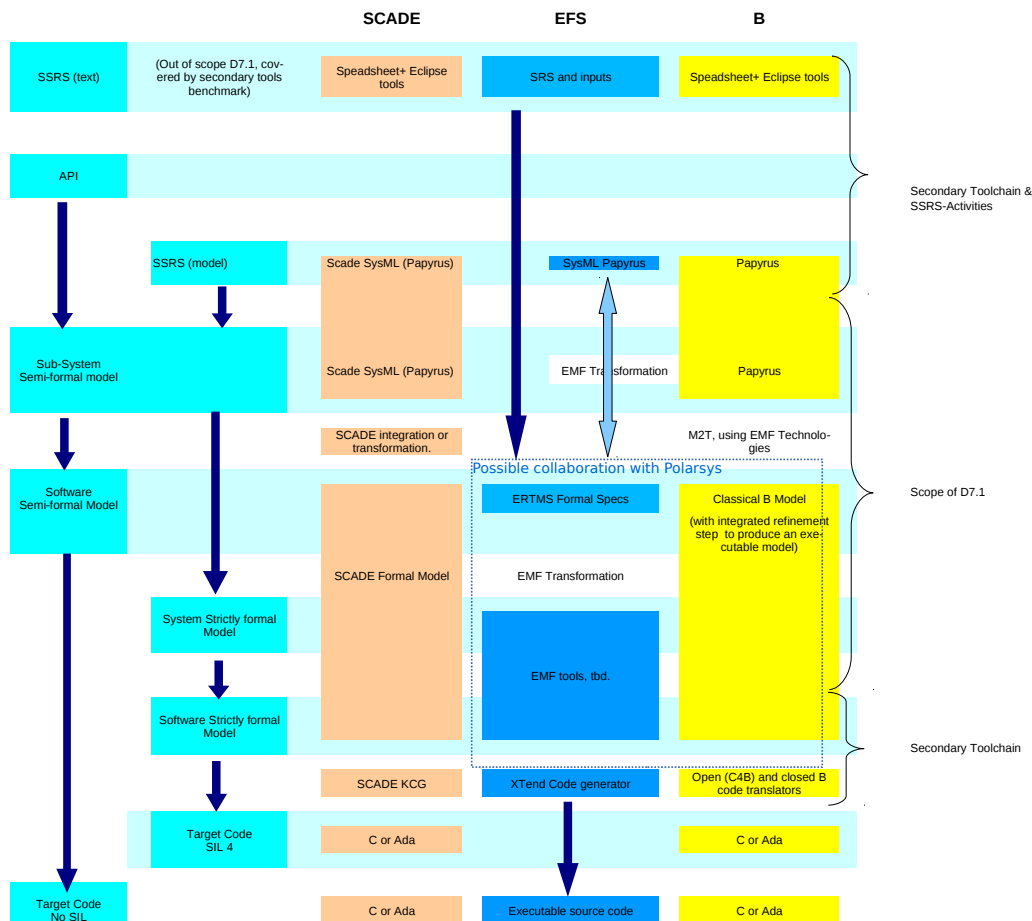 SCADE
EFS
B
SSRS (text)
(Out of scope D7.1, cov-
ered by secondary tools
benchmark)
Speadsheet+ Eclipse
tools
SRS and inputs
Speadsheet+ Eclipse tools
API
Secondary Toolchain &
SSRS-Activities
SSRS (model)
Scade SysML (Papyrus)
SysML Papyrus
Papyrus
Sub-System
Semi-formal model
Scade SysML (Papyrus)
EMF Transformation
Papyrus
SCADE integration or
transformation.
M2T, using EMF Technolo-
gies
Possible collaboration with Polarsys
Software
Semi-formal Model
ERTMS Formal Specs
Classical B Model
(with integrated refinement
step to produce an exe-
cutable model)
Scope of D7.1
SCADE Formal Model
EMF Transformation
System Strictly formal
Model
EMF tools, tbd.
Software Strictly formal
Model
Secondary Toolchain
SCADE KCG
XTend Code generator
Open (C4B) and closed B
code translators
Target Code
SIL 4
C or Ada
C or Ada
Target Code
No SIL
C or Ada
Executable source code
C or Ada